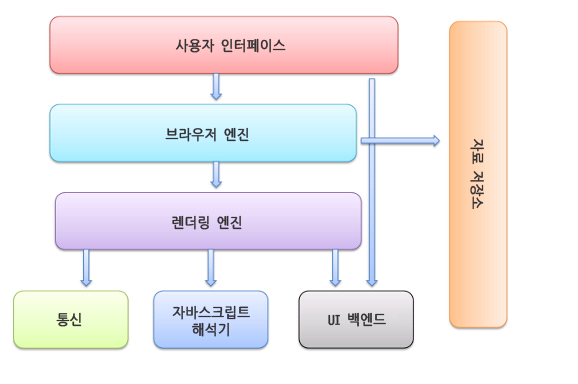 사용자 인터페이스
브라우저 엔진
자료 저장소
렌더링 엔진
통신
자바스크립트
해석기
UI 백엔드